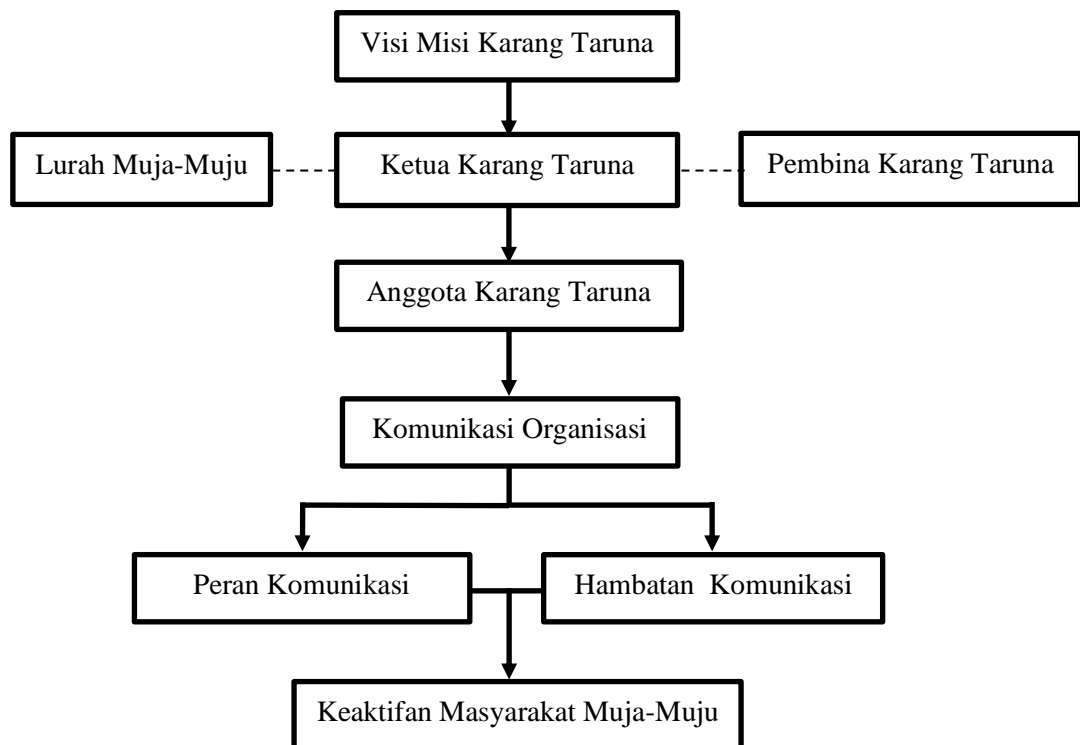 Visi Misi Karang Taruna
Lurah Muja-Muju
Ketua Karang Taruna
Pembina Karang Taruna
Anggota Karang Taruna
Komunikasi Organisasi
Peran Komunikasi
Hambatan  Komunikasi
Keaktifan Masyarakat Muja-Muju